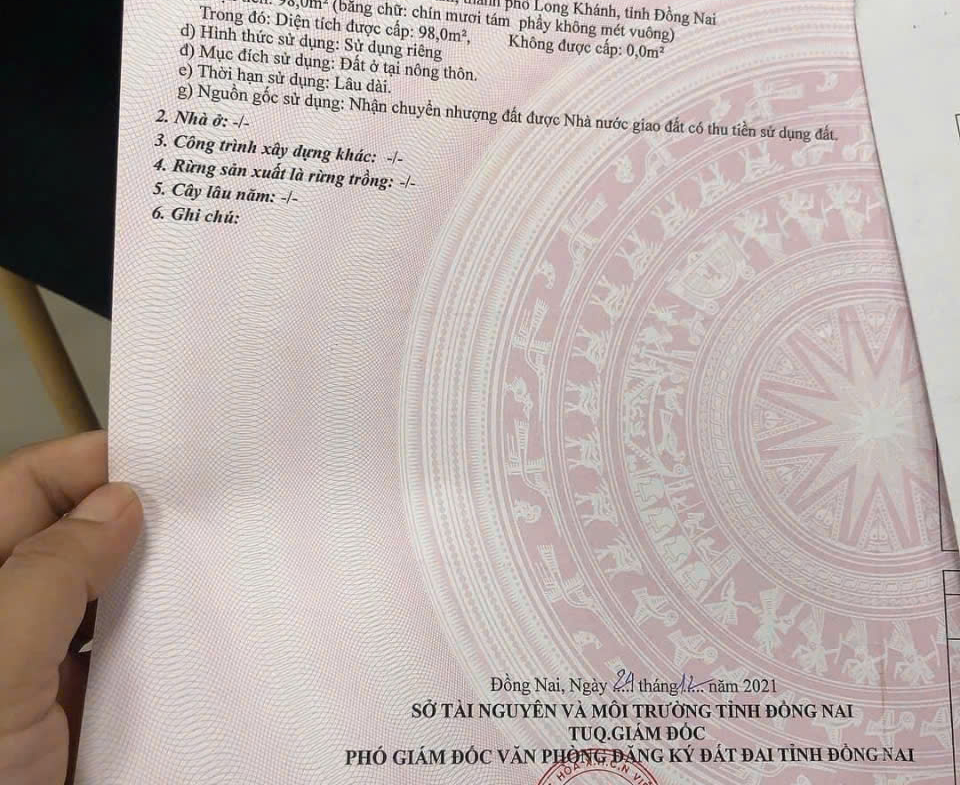 98,0m² (bằng chữ: chín mươi tám phẩy không mét vuông)
thành phố Long Khánh, tỉnh Đồng Nai
Trong đó: Diện tích được cấp: 98,0m², Không được cấp: 0,0m²
d) Hình thức sử dụng: Sử dụng riêng
đ) Mục đích sử dụng: Đất ở tại nông thôn.
e) Thời hạn sử dụng: Lâu dài.
g) Nguồn gốc sử dụng: Nhận chuyển nhượng đất được Nhà nước giao đất có thu tiền sử dụng đất.
2. Nhà ở: -/-
3. Công trình xây dựng khác: -/-
4. Rừng sản xuất là rừng trồng: -/-
5. Cây lâu năm: -/-
6. Ghi chú:
Đồng Nai, Ngày tháng 12 năm 2021
SỞ TÀI NGUYÊN VÀ MÔI TRƯỜNG TỈNH ĐỒNG NAI
TUQ.GIÁM ĐỐC
PHÓ GIÁM ĐỐC VĂN PHÒNG ĐĂNG KÝ ĐẤT ĐAI TỈNH ĐỒNG NAI
HÒA X.H.C.N VIỆ